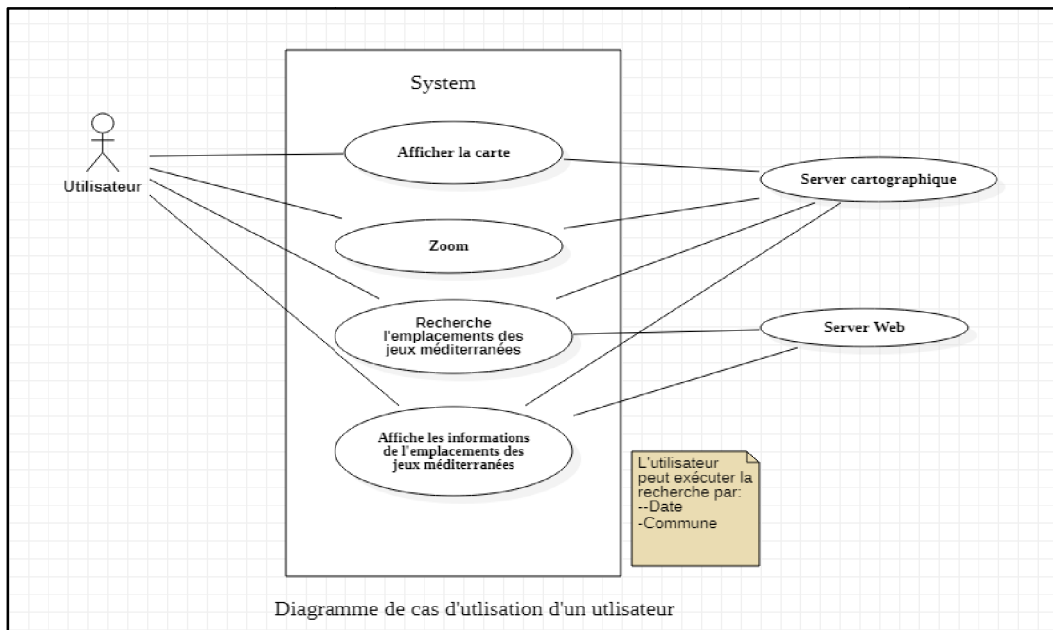 System
Utilisateur
Afficher la carte
Server cartographique
Zoom
Recherche
l'emplacements des
jeux méditerranées
Server Web
Affiche les informations
de l'emplacements des
jeux méditerranées
L'utilisateur
peut exécuter la
recherche par:
--Date
-Commune
Diagramme de cas d'utlisation d'un utlisateur